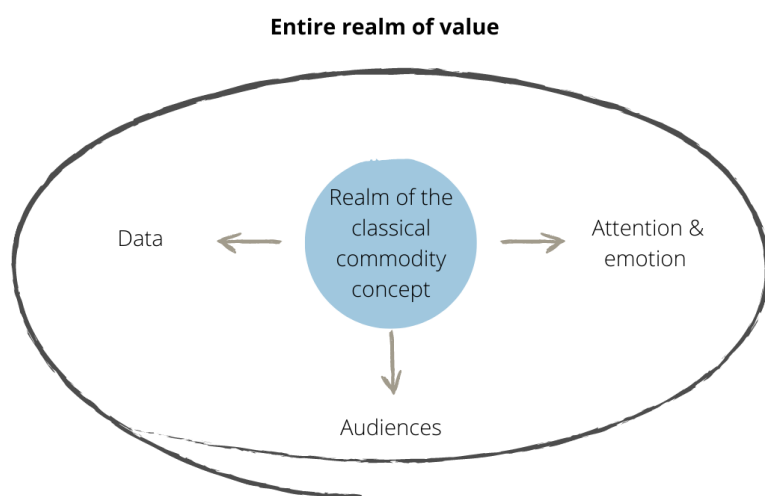 Entire realm of value
Realm of the
classical
commodity
concept
Data
Attention &
emotion
Audiences